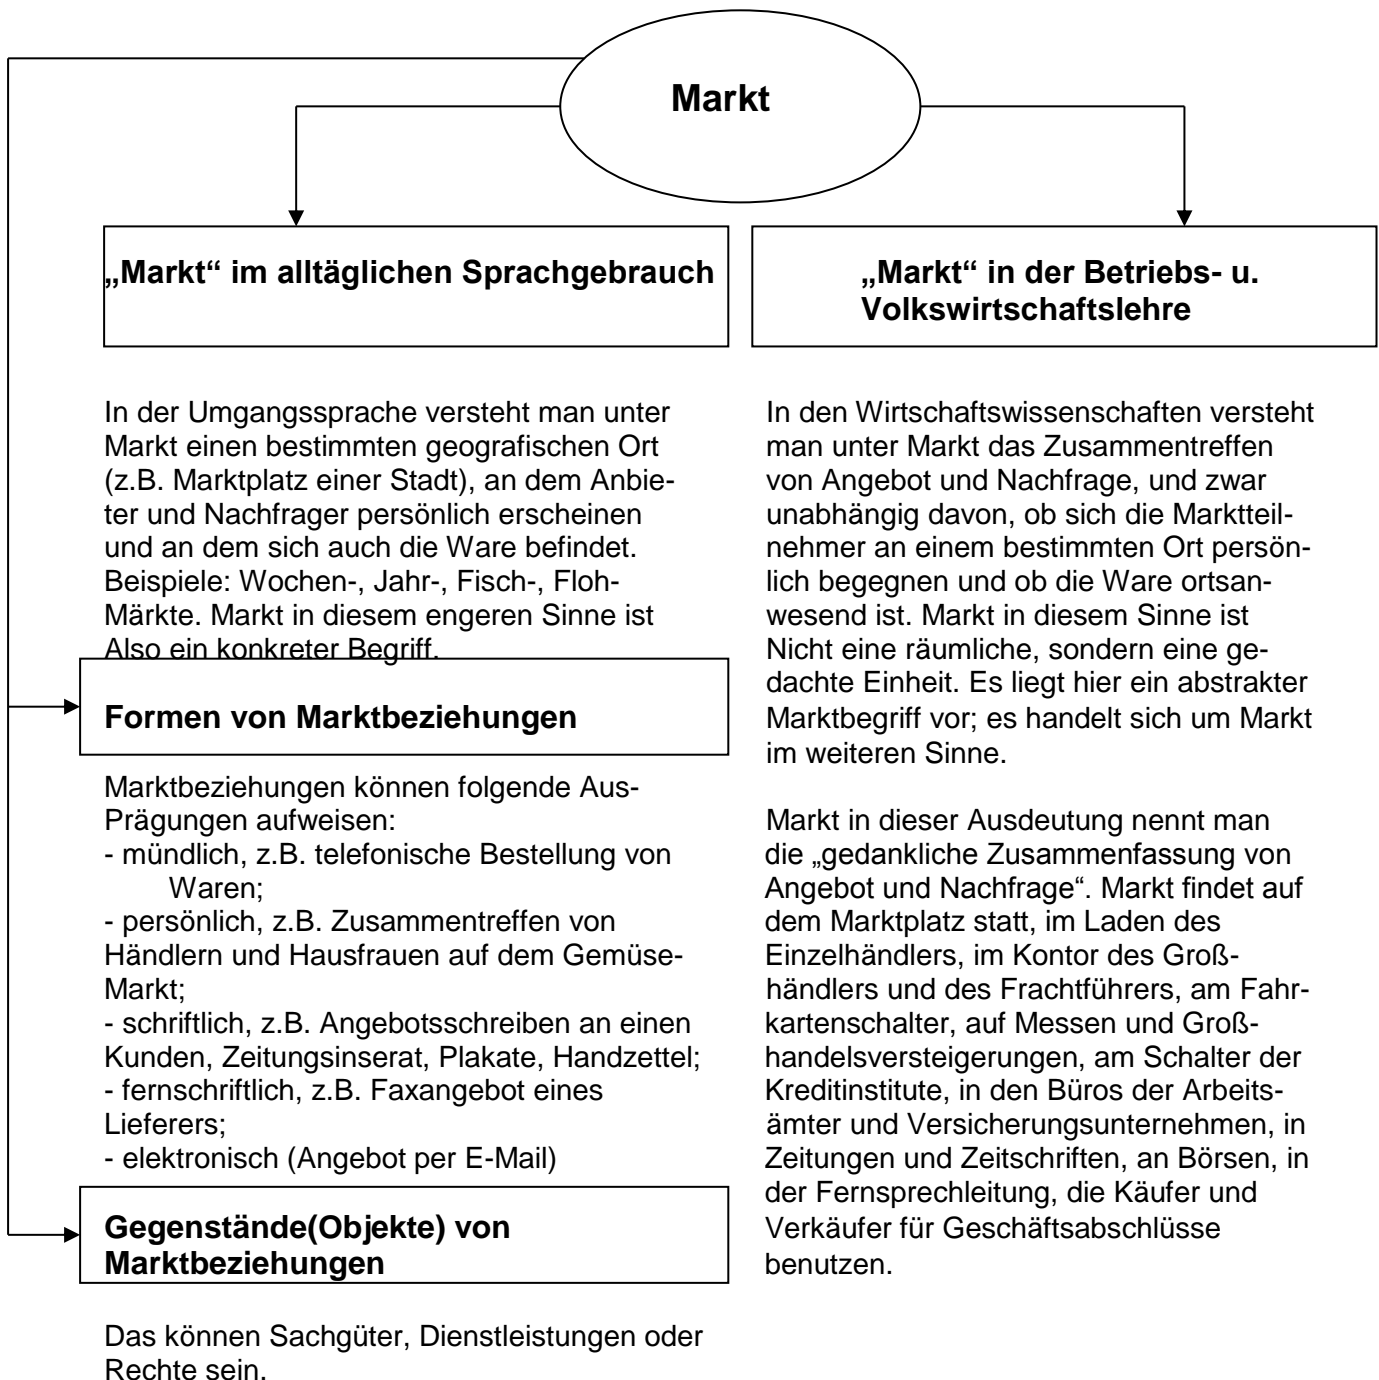 Markt
„Markt“ im alltäglichen Sprachgebrauch
In der Umgangssprache versteht man unter
Markt einen bestimmten geografischen Ort
(z.B. Marktplatz einer Stadt), an dem Anbie-
ter und Nachfrager persönlich erscheinen
und an dem sich auch die Ware befindet.
Beispiele: Wochen-, Jahr-, Fisch-, Floh-
Märkte. Markt in diesem engeren Sinne ist
Also ein konkreter Begriff.
Formen von Marktbeziehungen
Marktbeziehungen können folgende Aus-
Prägungen aufweisen:
- mündlich, z.B. telefonische Bestellung von
Waren;
- persönlich, z.B. Zusammentreffen von
Händlern und Hausfrauen auf dem Gemüse-
Markt;
- schriftlich, z.B. Angebotsschreiben an einen
Kunden, Zeitungsinserat, Plakate, Handzettel;
- fernschriftlich, z.B. Faxangebot eines
Lieferers;
- elektronisch (Angebot per E-Mail)
Gegenstände(Objekte) von
Marktbeziehungen
Das können Sachgüter, Dienstleistungen oder
Rechte sein.
„Markt“ in der Betriebs- u.
Volkswirtschaftslehre
In den Wirtschaftswissenschaften versteht
man unter Markt das Zusammentreffen
von Angebot und Nachfrage, und zwar
unabhängig davon, ob sich die Marktteil-
nehmer an einem bestimmten Ort persön-
lich begegnen und ob die Ware ortsan-
wesend ist. Markt in diesem Sinne ist
Nicht eine räumliche, sondern eine ge-
dachte Einheit. Es liegt hier ein abstrakter
Marktbegriff vor; es handelt sich um Markt
im weiteren Sinne.
Markt in dieser Ausdeutung nennt man
die „gedankliche Zusammenfassung von
Angebot und Nachfrage“. Markt findet auf
dem Marktplatz statt, im Laden des
Einzelhändlers, im Kontor des Groß-
händlers und des Frachtführers, am Fahr-
kartenschalter, auf Messen und Groß-
handelsversteigerungen, am Schalter der
Kreditinstitute, in den Büros der Arbeits-
ämter und Versicherungsunternehmen, in
Zeitungen und Zeitschriften, an Börsen, in
der Fernsprechleitung, die Käufer und
Verkäufer für Geschäftsabschlüsse
benutzen.